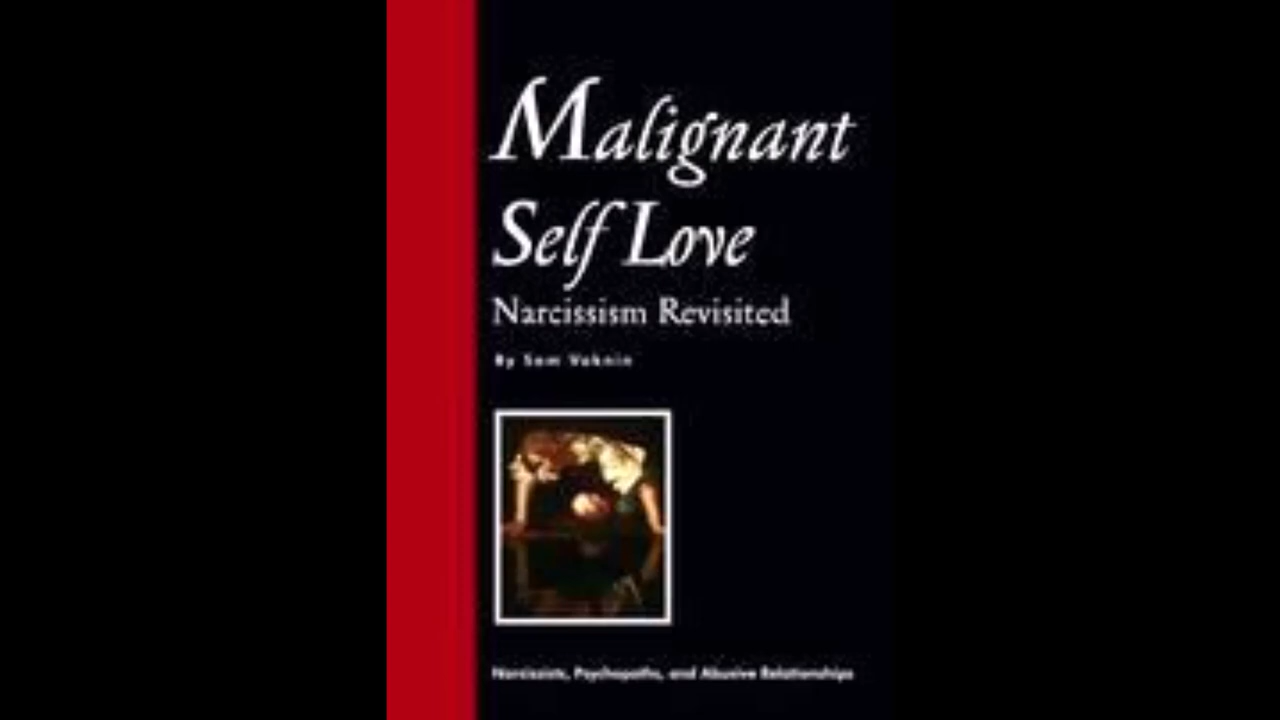 Malignant
Self Love
Narcissism Revisited
By Sam Vaknin
Narcissists, Psychopaths, and Abusive Relationships